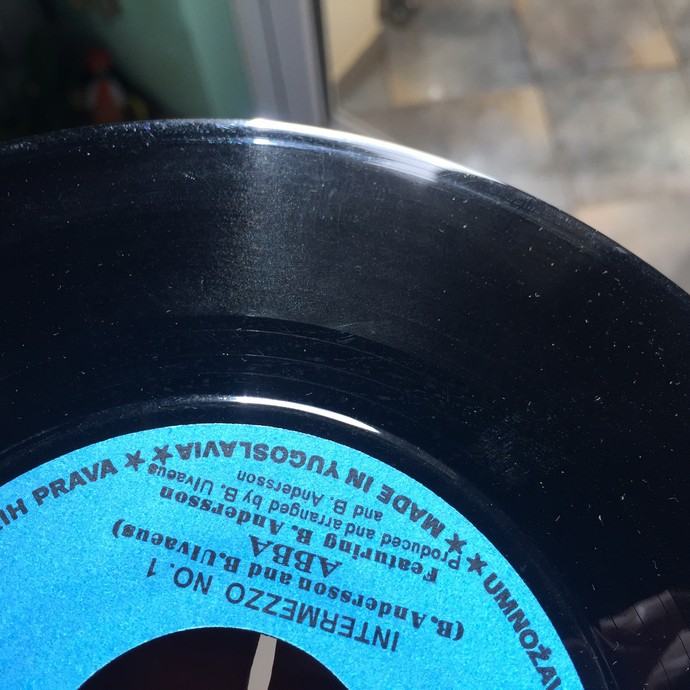 INTERMEZZO NO. 1
(B. Andersson and B. Ulvaeus)
ABBA
Featuring B. Andersson
Produced and arranged by B. Ulvaeus
and B. Andersson
PRAVA ★ ★ MADE IN YUGOSLAVIA ★ ★